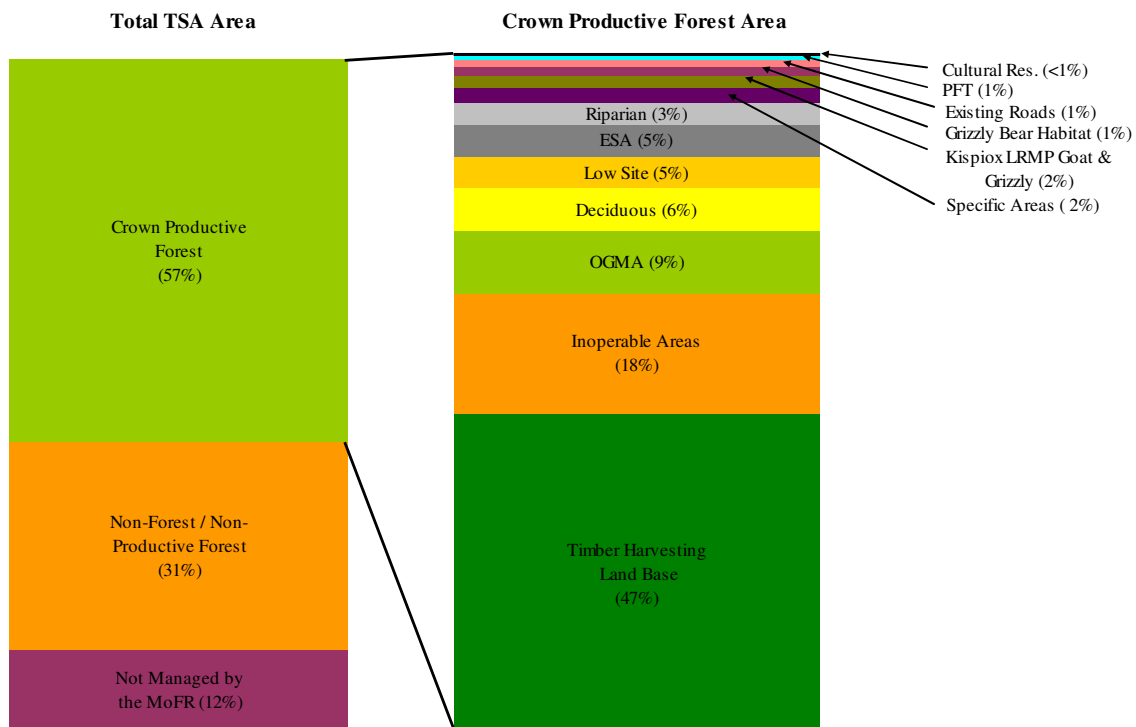 Total TSA Area
Crown Productive Forest
(57%)
Non-Forest / Non-
Productive Forest
(31%)
Not Managed by
the MoFR (12%)
Crown Productive Forest Area
Riparian (3%)
ESA (5%)
Low Site (5%)
Deciduous (6%)
OGMA (9%)
Inoperable Areas
(18%)
Timber Harvesting
Land Base
(47%)
Cultural Res. (<1%)
PFT (1%)
Existing Roads (1%)
Grizzly Bear Habitat (1%)
Kispiox LRMP Goat &
Grizzly (2%)
Specific Areas ( 2%)